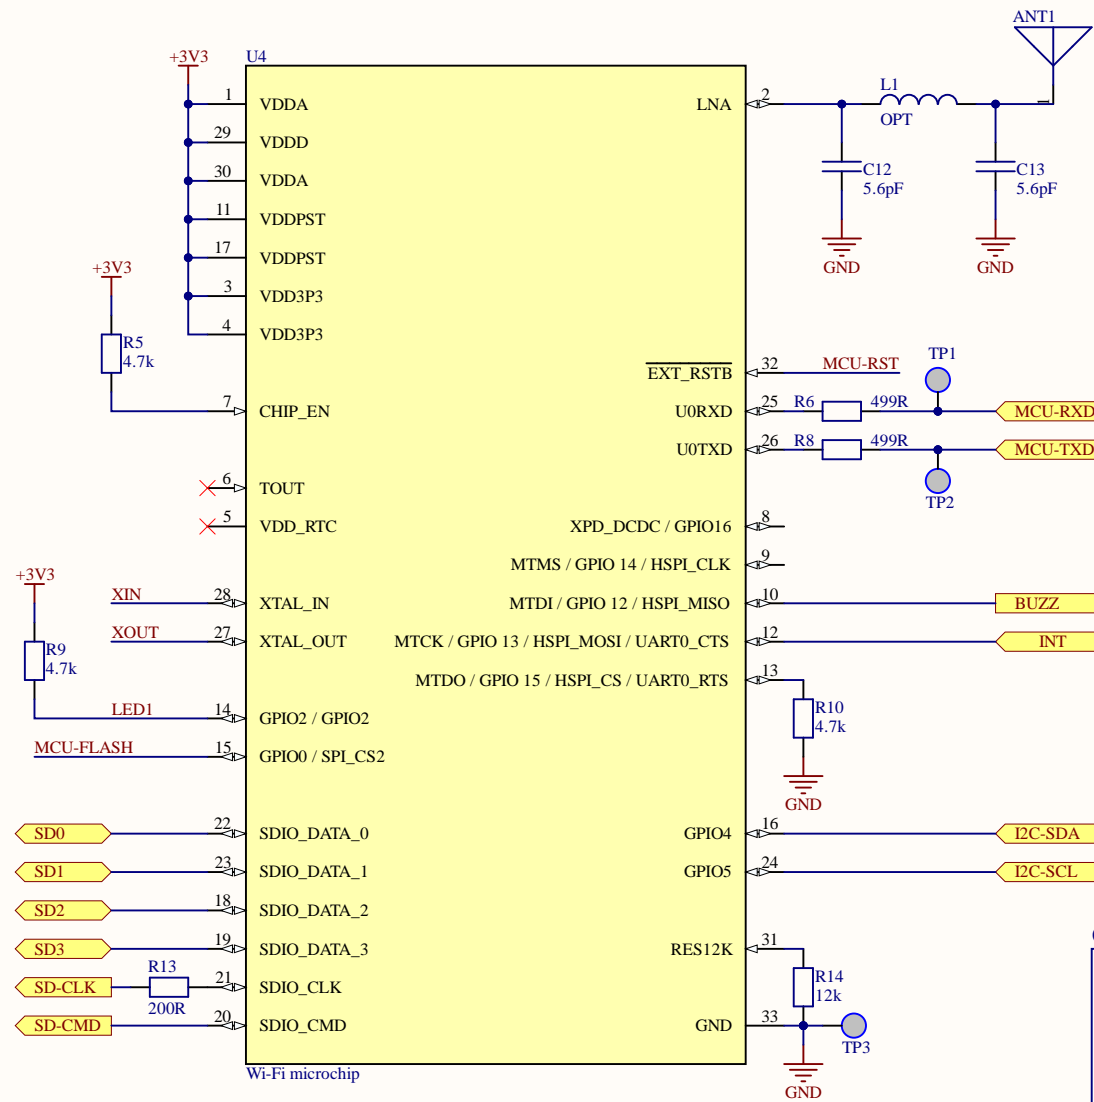 ANT1
+3V3
U4
1 VDDA
LNA 2
L1
OPT
1
29 VDDD
30 VDDA
C12
5.6pF
C13
5.6pF
11 VDDPST
17 VDDPST
GND
GND
+3V3
3 VDD3P3
4 VDD3P3
R5
4.7k
EXT_RSTB 32 MCU-RST
TP1
7 CHIP_EN
U0RXD 25 R6 499R MCU-RXD
U0TXD 26 R8 499R MCU-TXD
TP2
6 TOUT
5 VDD_RTC
XPD_DCDC / GPIO16 8
MTMS / GPIO 14 / HSPI_CLK 9
+3V3
XIN 28 XTAL_IN
MTDI / GPIO 12 / HSPI_MISO 10 BUZZ
XOUT 27 XTAL_OUT
MTCK / GPIO 13 / HSPI_MOSI / UART0_CTS 12 INT
R9
4.7k
MTDO / GPIO 15 / HSPI_CS / UART0_RTS 13
R10
4.7k
LED1 14 GPIO2 / GPIO2
MCU-FLASH 15 GPIO0 / SPI_CS2
GND
SD0 22 SDIO_DATA_0
GPIO4 16 I2C-SDA
SD1 23 SDIO_DATA_1
GPIO5 24 I2C-SCL
SD2 18 SDIO_DATA_2
SD3 19 SDIO_DATA_3
RES12K 31
R13
200R
SD-CLK 21 SDIO_CLK
R14
12k
SD-CMD 20 SDIO_CMD
GND 33
TP3
Wi-Fi microchip
GND